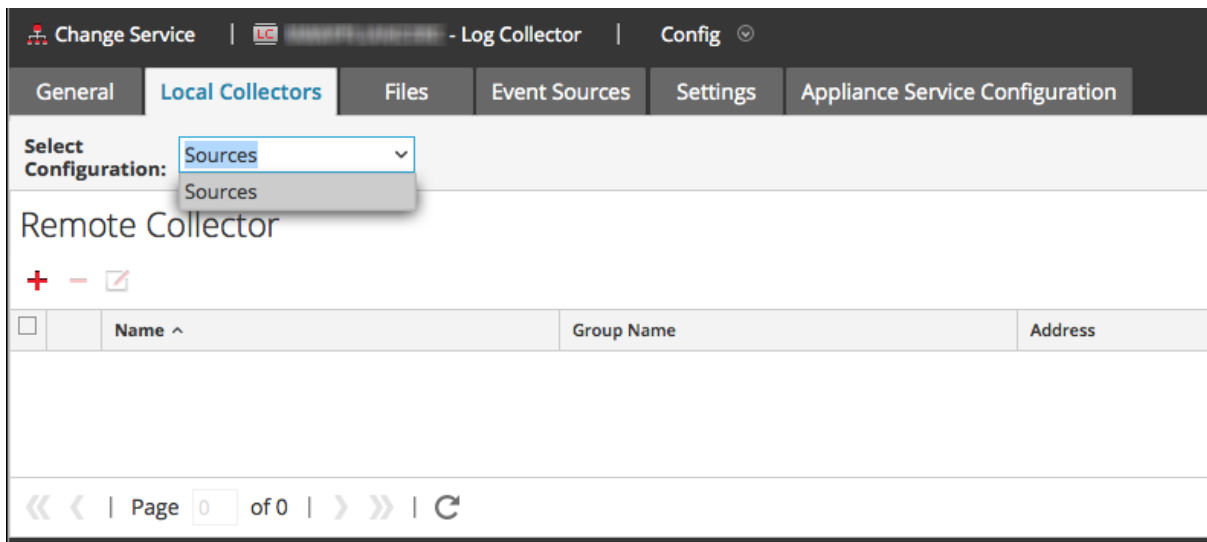 Change Service | LC - Log Collector | Config
General Local Collectors Files Event Sources Settings Appliance Service Configuration
Select
Configuration: Sources
Sources
Remote Collector
Name Group Name Address
Page 0 of 0